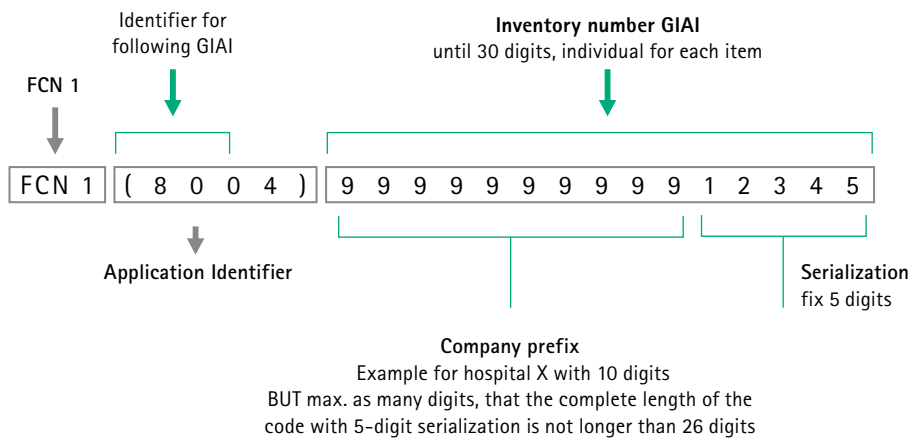 Identifier for
following GIAI
Inventory number GIAI
until 30 digits, individual for each item
FCN 1
FCN 1 ( 8 0 0 4 ) 9 9 9 9 9 9 9 9 9 9 1 2 3 4 5
Application Identifier
Serialization
fix 5 digits
Company prefix
Example for hospital X with 10 digits
BUT max. as many digits, that the complete length of the
code with 5-digit serialization is not longer than 26 digits